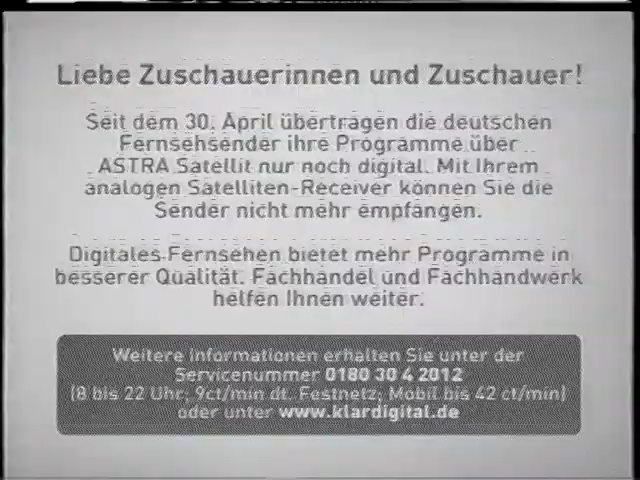 Liebe Zuschauerinnen und Zuschauer!
Seit dem 30. April übertragen die deutschen
Fernsehsender ihre Programme über
ASTRA Satellit nur noch digital. Mit Ihrem
analogen Satelliten-Receiver können Sie die
Sender nicht mehr empfangen.
Digitales Fernsehen bietet mehr Programme in
besserer Qualität. Fachhandel und Fachhandwerk
helfen Ihnen weiter.
Weitere Informationen erhalten Sie unter der
Servicenummer 0180 30 4 2012
(8 bis 22 Uhr; 9ct/min dt. Festnetz; Mobil bis 42 ct/min)
oder unter www.klardigital.de